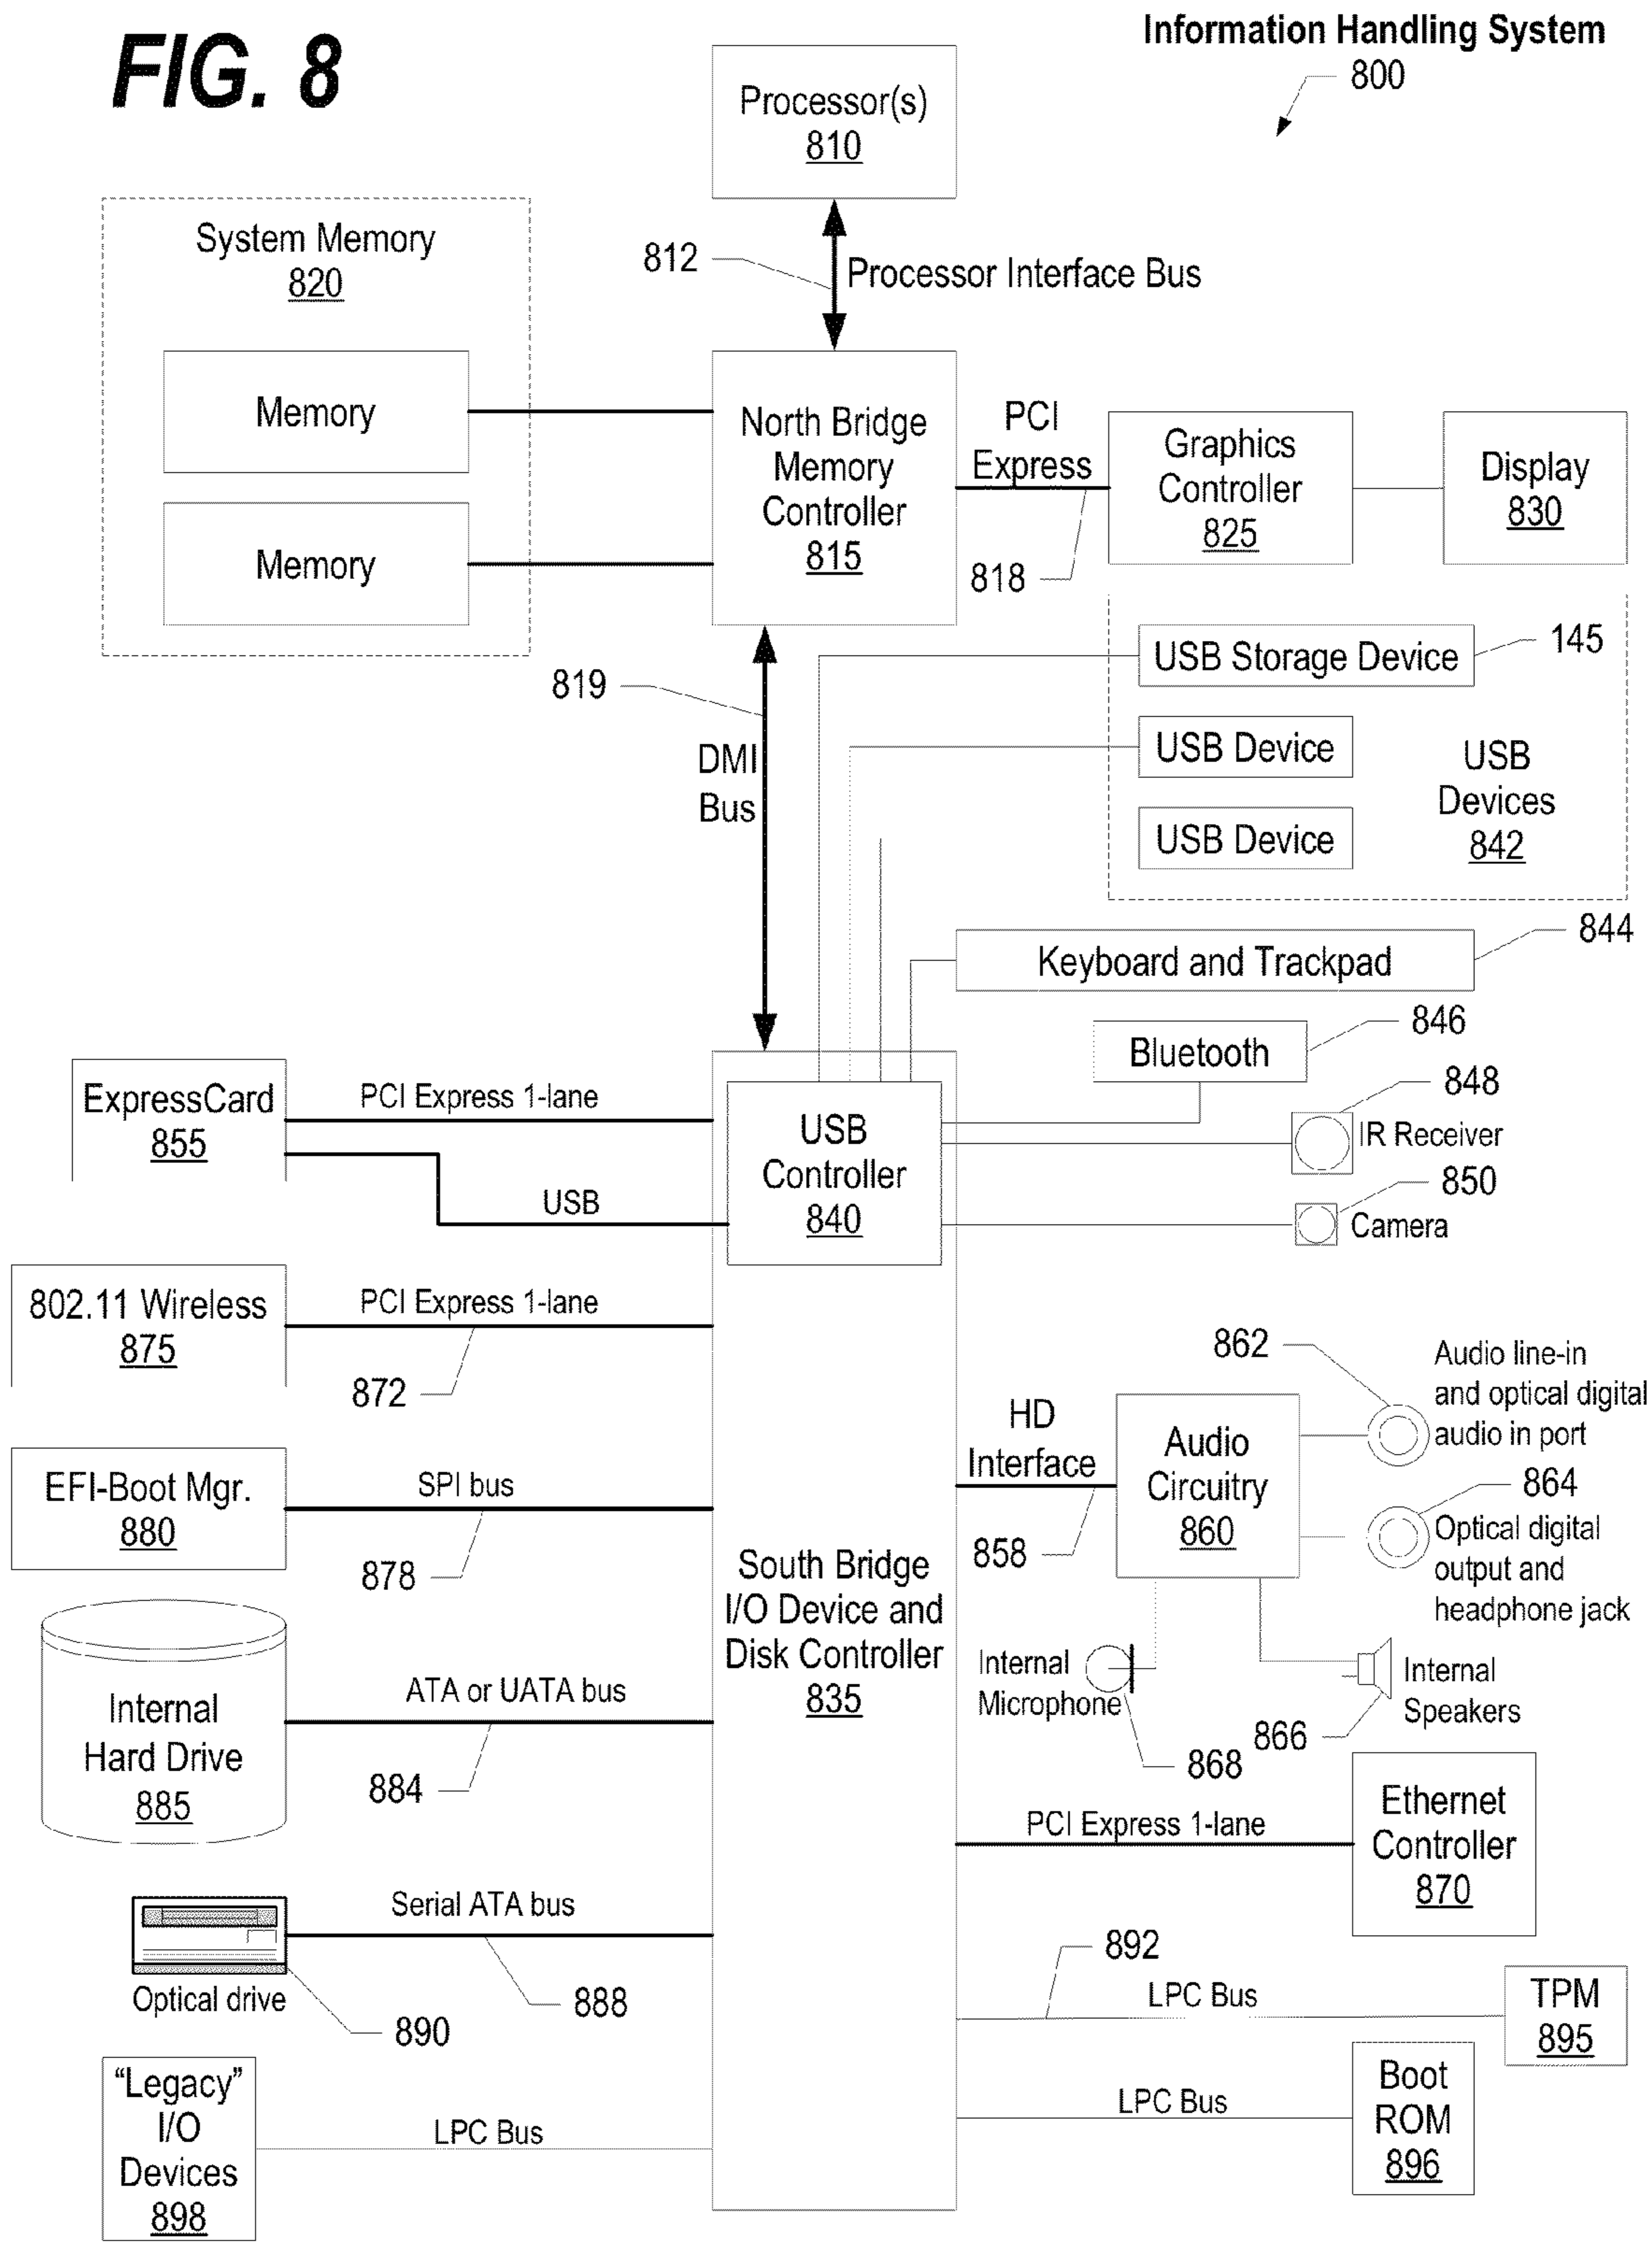 FIG. 8
Information Handling System
800
Processor(s)
810
System Memory
820
812
Processor Interface Bus
Memory
Memory
North Bridge
Memory
Controller
815
PCI
Express
818
Graphics
Controller
825
Display
830
819
DMI
Bus
USB Storage Device
145
USB Device
USB Device
USB
Devices
842
Keyboard and Trackpad
844
Bluetooth
846
848
IR Receiver
850
Camera
ExpressCard
855
PCI Express 1-lane
USB
USB
Controller
840
802.11 Wireless
875
PCI Express 1-lane
872
862
Audio line-in
and optical digital
audio in port
HD
Interface
858
Audio
Circuitry
860
864
Optical digital
output and
headphone jack
EFI-Boot Mgr.
880
SPI bus
878
South Bridge
I/O Device and
Disk Controller
835
Internal
Microphone
868
Internal
Speakers
866
Internal
Hard Drive
885
ATA or UATA bus
884
PCI Express 1-lane
Ethernet
Controller
870
Serial ATA bus
888
Optical drive
890
892
LPC Bus
TPM
895
LPC Bus
Boot
ROM
896
“Legacy”
I/O
Devices
898
LPC Bus